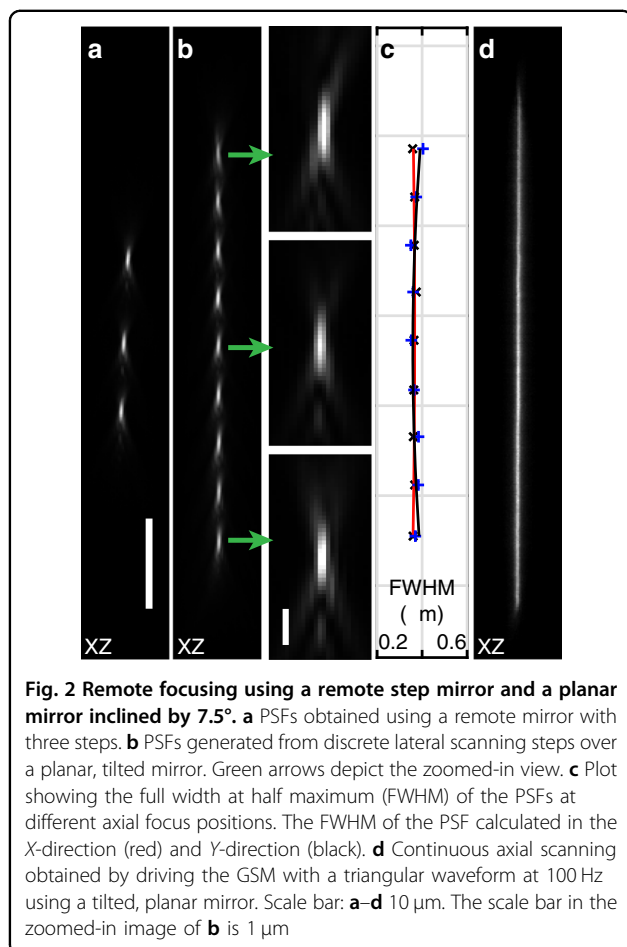 a
b
c
d
XZ
XZ
FWHM
( m)
0.2 0.6
XZ
Fig. 2 Remote focusing using a remote step mirror and a planar
mirror inclined by 7.5°. a PSFs obtained using a remote mirror with
three steps. b PSFs generated from discrete lateral scanning steps over
a planar, tilted mirror. Green arrows depict the zoomed-in view. c Plot
showing the full width at half maximum (FWHM) of the PSFs at
different axial focus positions. The FWHM of the PSF calculated in the
X-direction (red) and Y-direction (black). d Continuous axial scanning
obtained by driving the GSM with a triangular waveform at 100 Hz
using a tilted, planar mirror. Scale bar: a–d 10 µm. The scale bar in the
zoomed-in image of b is 1 µm